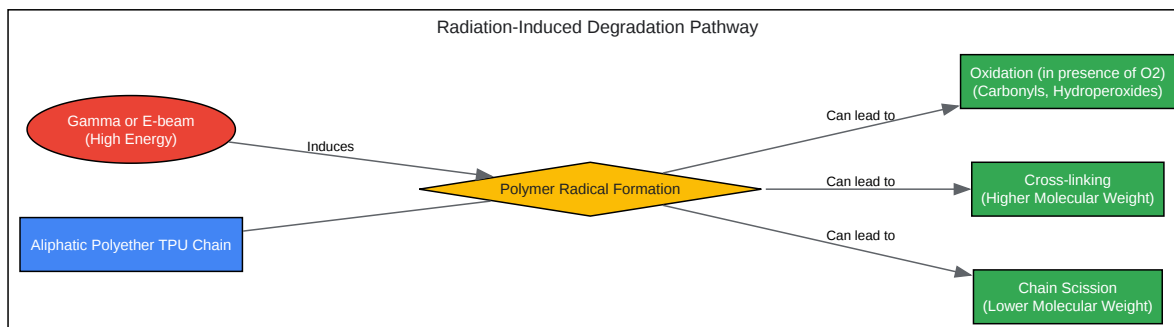 Radiation-Induced Degradation Pathway
Gamma or E-beam
(High Energy)
Induces
Aliphatic Polyether TPU Chain
Polymer Radical Formation
Can lead to
Oxidation (in presence of O2)
(Carbonyls, Hydroperoxides)
Can lead to
Cross-linking
(Higher Molecular Weight)
Can lead to
Chain Scission
(Lower Molecular Weight)